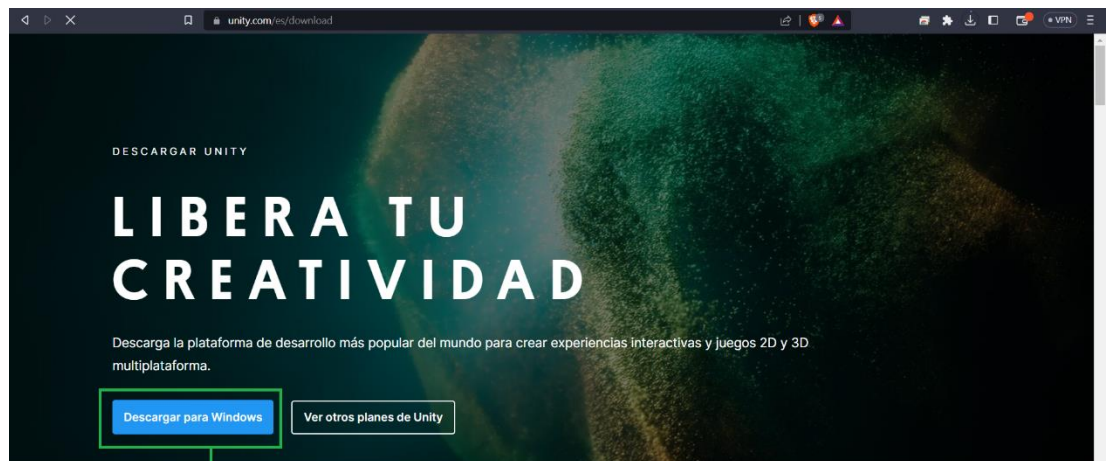 unity.com/es/download
VPN
DESCARGAR UNITY
LIBERA TU
CREATIVIDAD
Descarga la plataforma de desarrollo más popular del mundo para crear experiencias interactivas y juegos 2D y 3D
multiplataforma.
Descargar para Windows
Ver otros planes de Unity